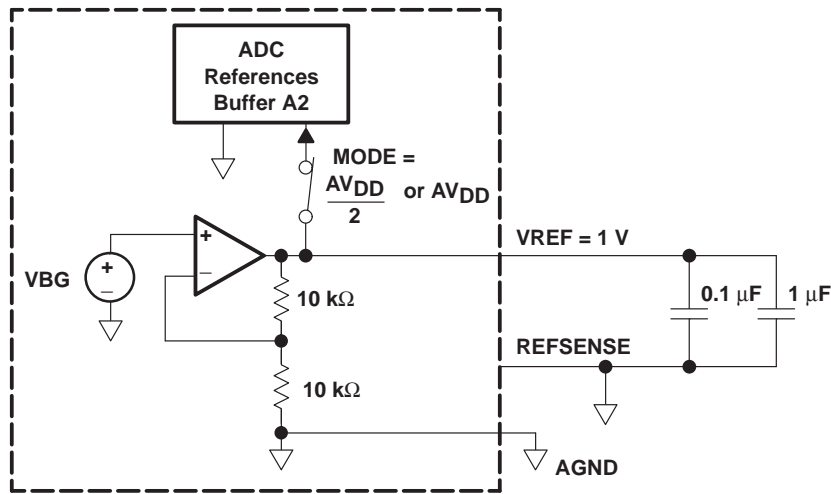 ADC
References
Buffer A2
MODE =
AVDD
2
or AVDD
VREF = 1 V
+
−
VBG
+
−
10 kΩ
0.1 μF
1 μF
REFSENSE
10 kΩ
AGND